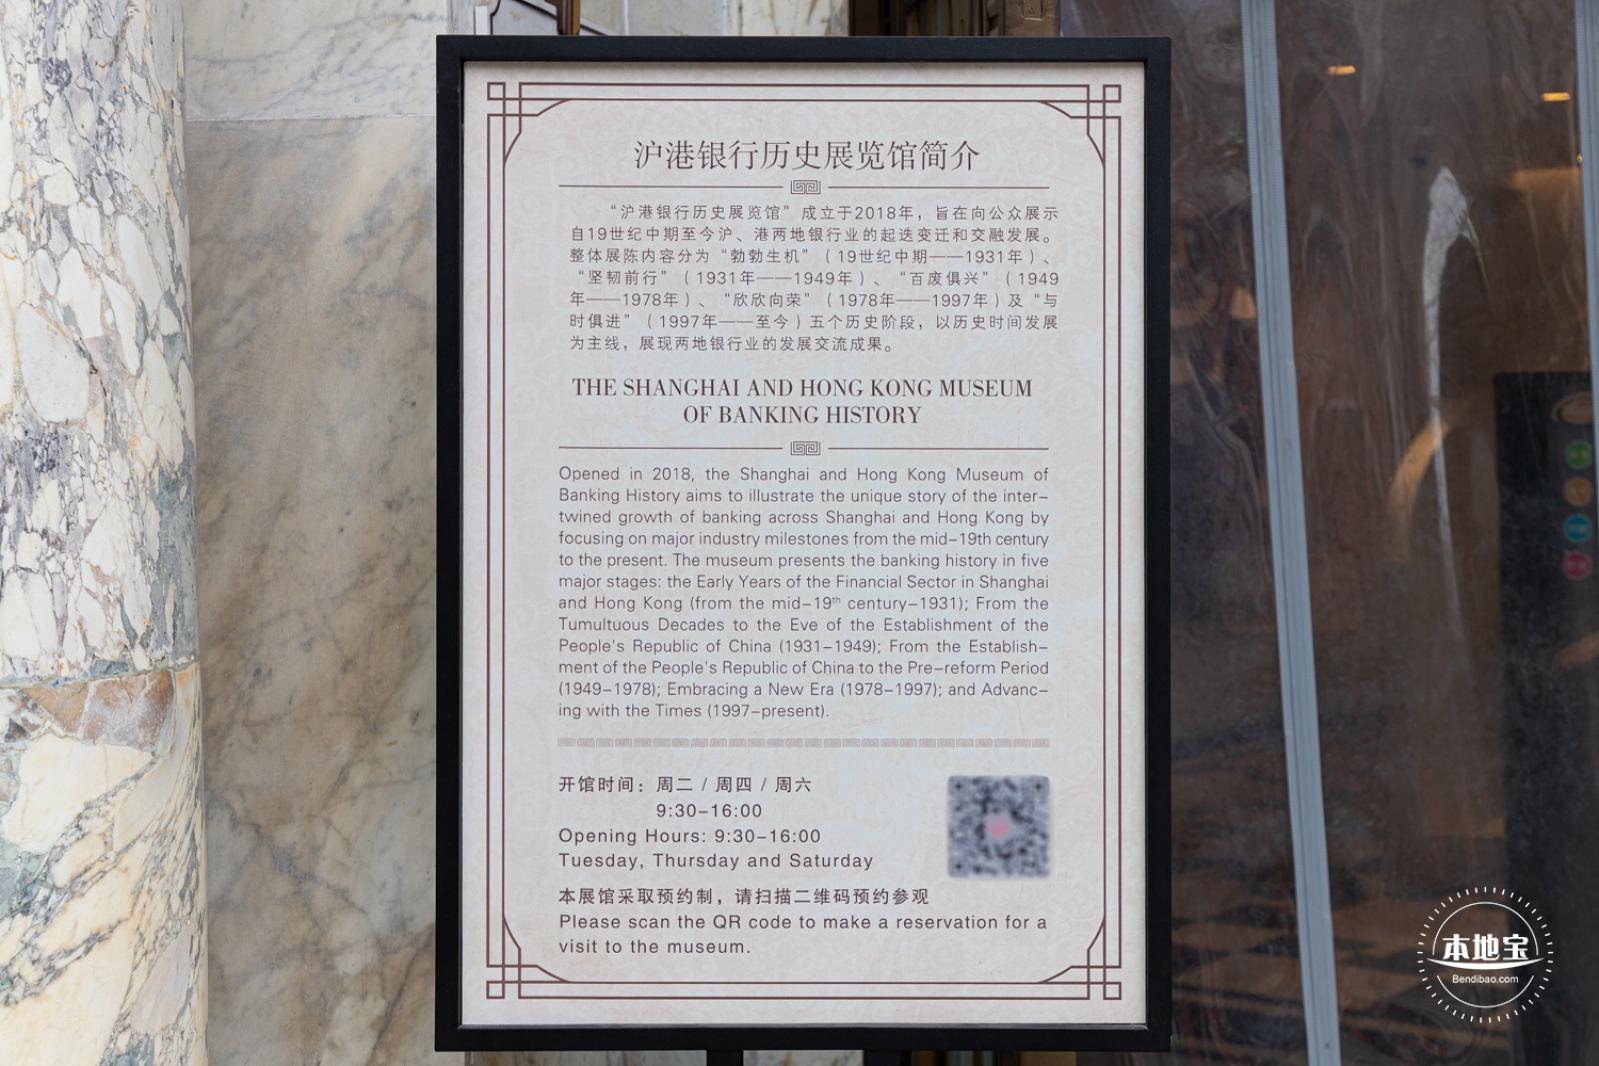 沪港银行历史展览馆简介
“沪港银行历史展览馆”成立于2018年，旨在向公众展示
自19世纪中期至今沪、港两地银行业的起迭变迁和交融发展。
整体展陈内容分为“勃勃生机”（19世纪中期——1931年）、
“坚韧前行”（1931年——1949年）、“百废俱兴”（1949
年——1978年）、“欣欣向荣”（1978年——1997年）及“与
时俱进”（1997年——至今）五个历史阶段，以历史时间发展
为主线，展现两地银行业的发展交流成果。
THE SHANGHAI AND HONG KONG MUSEUM
OF BANKING HISTORY
Opened in 2018, the Shanghai and Hong Kong Museum of
Banking History aims to illustrate the unique story of the inter–
twined growth of banking across Shanghai and Hong Kong by
focusing on major industry milestones from the mid–19th century
to the present. The museum presents the banking history in five
major stages: the Early Years of the Financial Sector in Shanghai
and Hong Kong (from the mid–19th century–1931); From the
Tumultuous Decades to the Eve of the Establishment of the
People's Republic of China (1931–1949); From the Establish–
ment of the People's Republic of China to the Pre–reform Period
(1949–1978); Embracing a New Era (1978–1997); and Advanc–
ing with the Times (1997–present).
开馆时间：周二 / 周四 / 周六
9:30–16:00
Opening Hours: 9:30–16:00
Tuesday, Thursday and Saturday
本展馆采取预约制，请扫描二维码预约参观
Please scan the QR code to make a reservation for a
visit to the museum.
本地宝
Bendibao.com